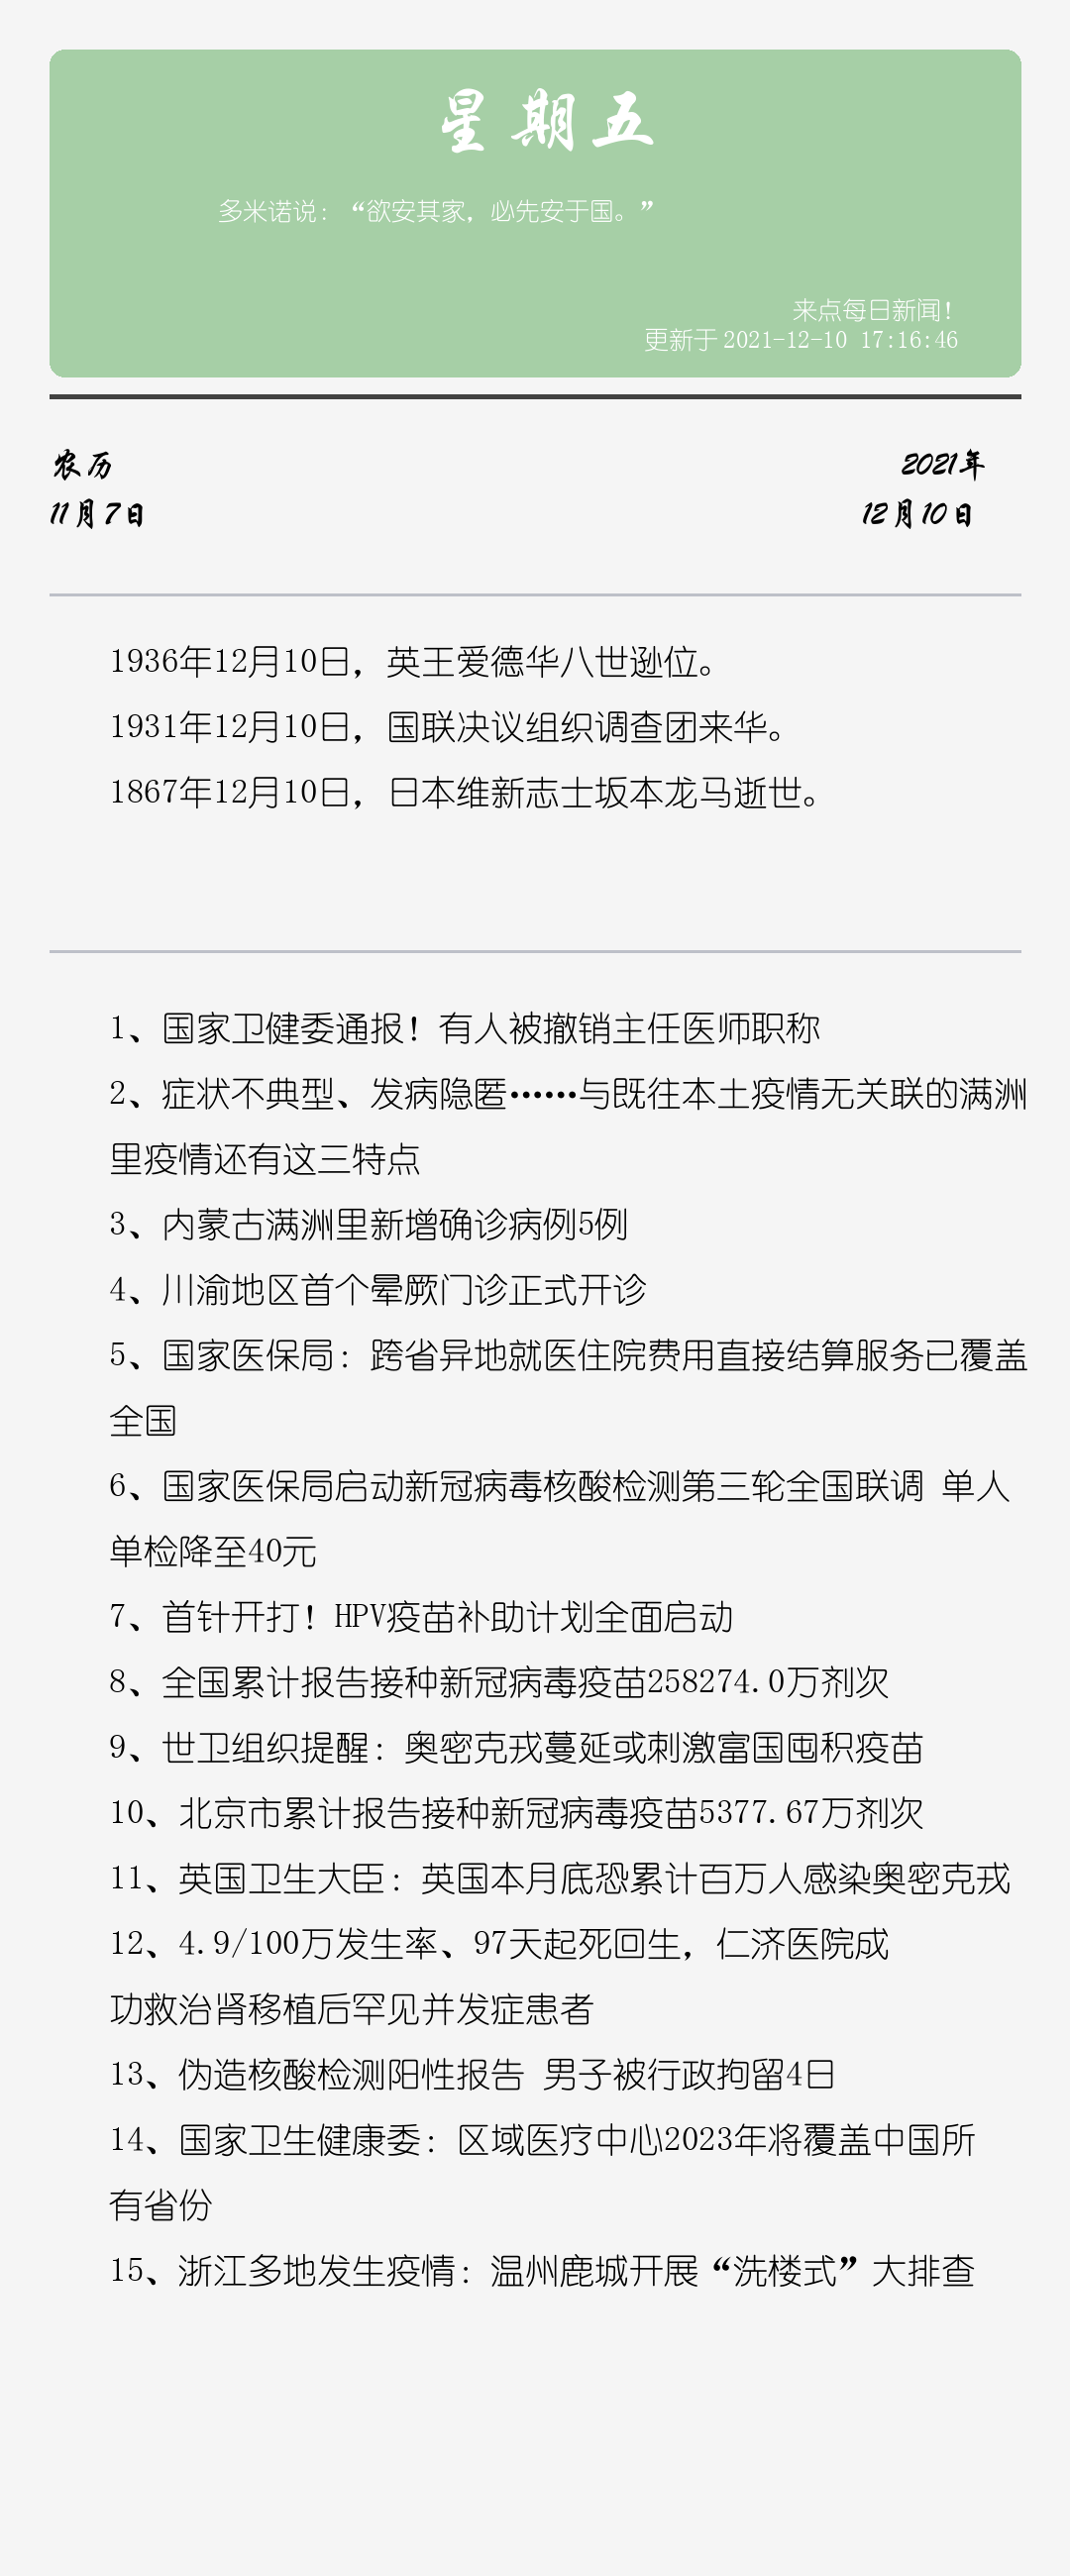 星期五
多米诺说：“欲安其家，必先安于国。”
来点每日新闻！
更新于 2021-12-10 17:16:46
农历
2021年
11月7日
12月10日
1936年12月10日，英王爱德华八世逊位。
1931年12月10日，国联决议组织调查团来华。
1867年12月10日，日本维新志士坂本龙马逝世。
1、国家卫健委通报！有人被撤销主任医师职称
2、症状不典型、发病隐匿……与既往本土疫情无关联的满洲
里疫情还有这三特点
3、内蒙古满洲里新增确诊病例5例
4、川渝地区首个晕厥门诊正式开诊
5、国家医保局：跨省异地就医住院费用直接结算服务已覆盖
全国
6、国家医保局启动新冠病毒核酸检测第三轮全国联调 单人
单检降至40元
7、首针开打！HPV疫苗补助计划全面启动
8、全国累计报告接种新冠病毒疫苗258274.0万剂次
9、世卫组织提醒：奥密克戎蔓延或刺激富国囤积疫苗
10、北京市累计报告接种新冠病毒疫苗5377.67万剂次
11、英国卫生大臣：英国本月底恐累计百万人感染奥密克戎
12、4.9/100万发生率、97天起死回生，仁济医院成
功救治肾移植后罕见并发症患者
13、伪造核酸检测阳性报告 男子被行政拘留4日
14、国家卫生健康委：区域医疗中心2023年将覆盖中国所
有省份
15、浙江多地发生疫情：温州鹿城开展“洗楼式”大排查